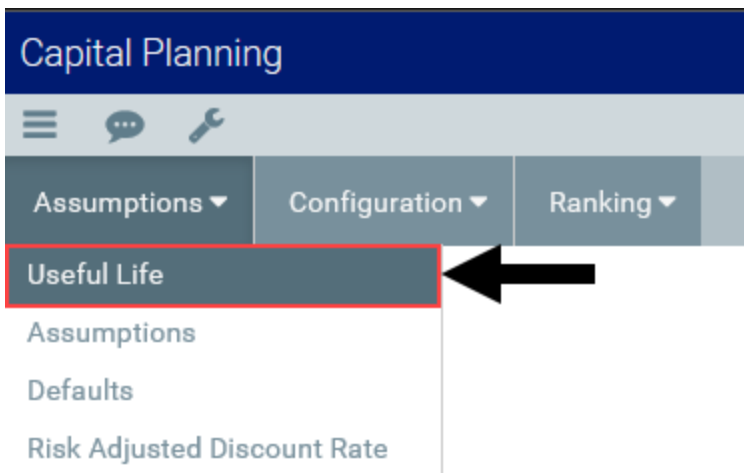 Capital Planning
Assumptions Configuration Ranking
Useful Life
Assumptions
Defaults
Risk Adjusted Discount Rate